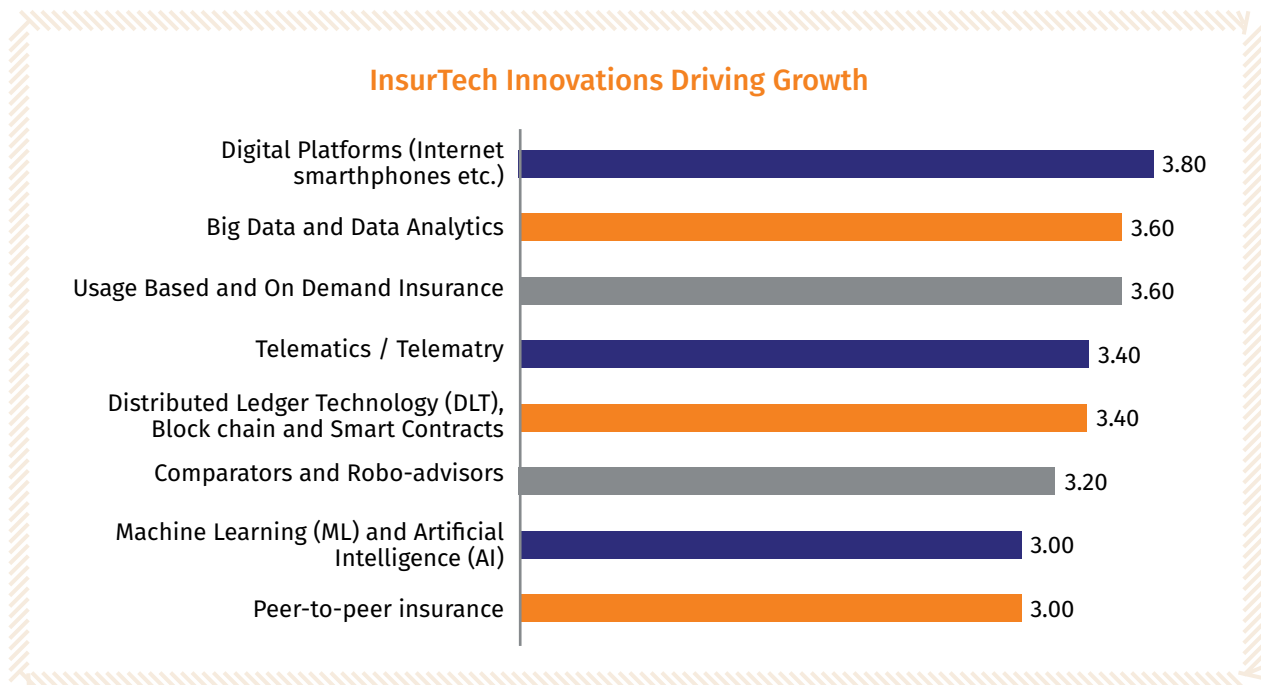 InsurTech Innovations Driving Growth
Digital Platforms (Internet
smarthphones etc.)
3.80
Big Data and Data Analytics
3.60
Usage Based and On Demand Insurance
3.60
Telematics / Telematry
3.40
Distributed Ledger Technology (DLT),
Block chain and Smart Contracts
3.40
Comparators and Robo-advisors
3.20
Machine Learning (ML) and Artificial
Intelligence (AI)
3.00
Peer-to-peer insurance
3.00